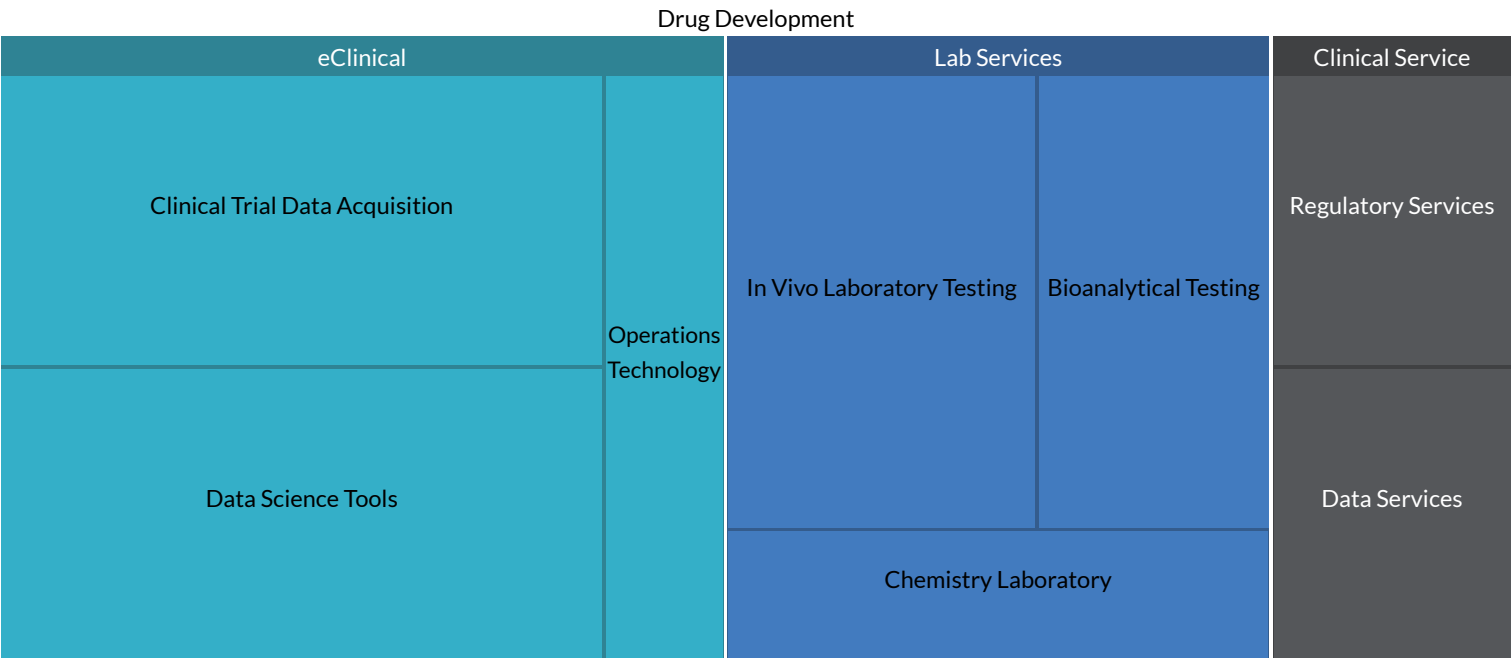 Drug Development
eClinical
Clinical Trial Data Acquisition
Data Science Tools
Operations
Technology
Lab Services
In Vivo Laboratory Testing
Bioanalytical Testing
Chemistry Laboratory
Clinical Service
Regulatory Services
Data Services